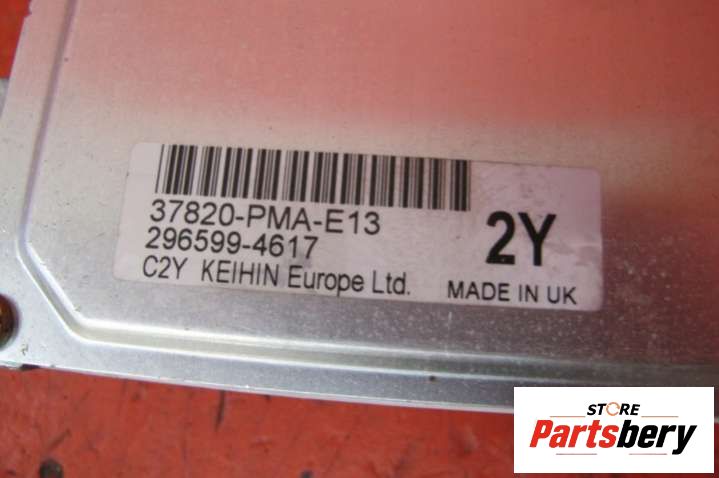 37820-PMA-E13
296599-4617
2Y
C2Y KEIHIN Europe Ltd.
MADE IN UK
STORE
Partsbery